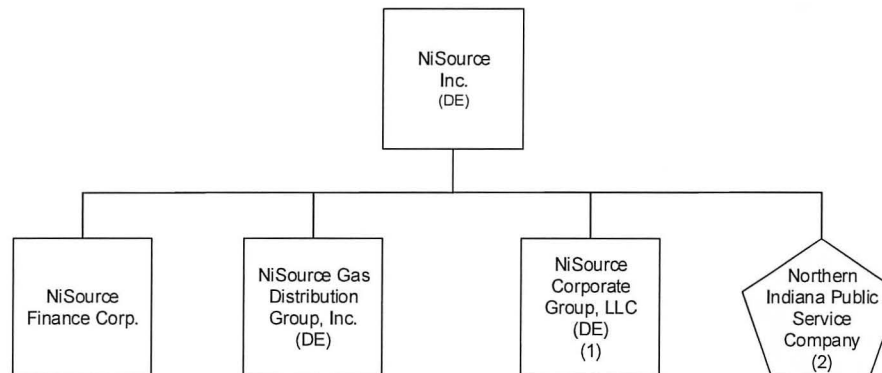 NiSource
Inc.
(DE)
NiSource
Finance Corp.
NiSource Gas
Distribution
Group, Inc.
(DE)
NiSource
Corporate
Group, LLC
(DE)
(1)
Northern
Indiana Public
Service
Company
(2)